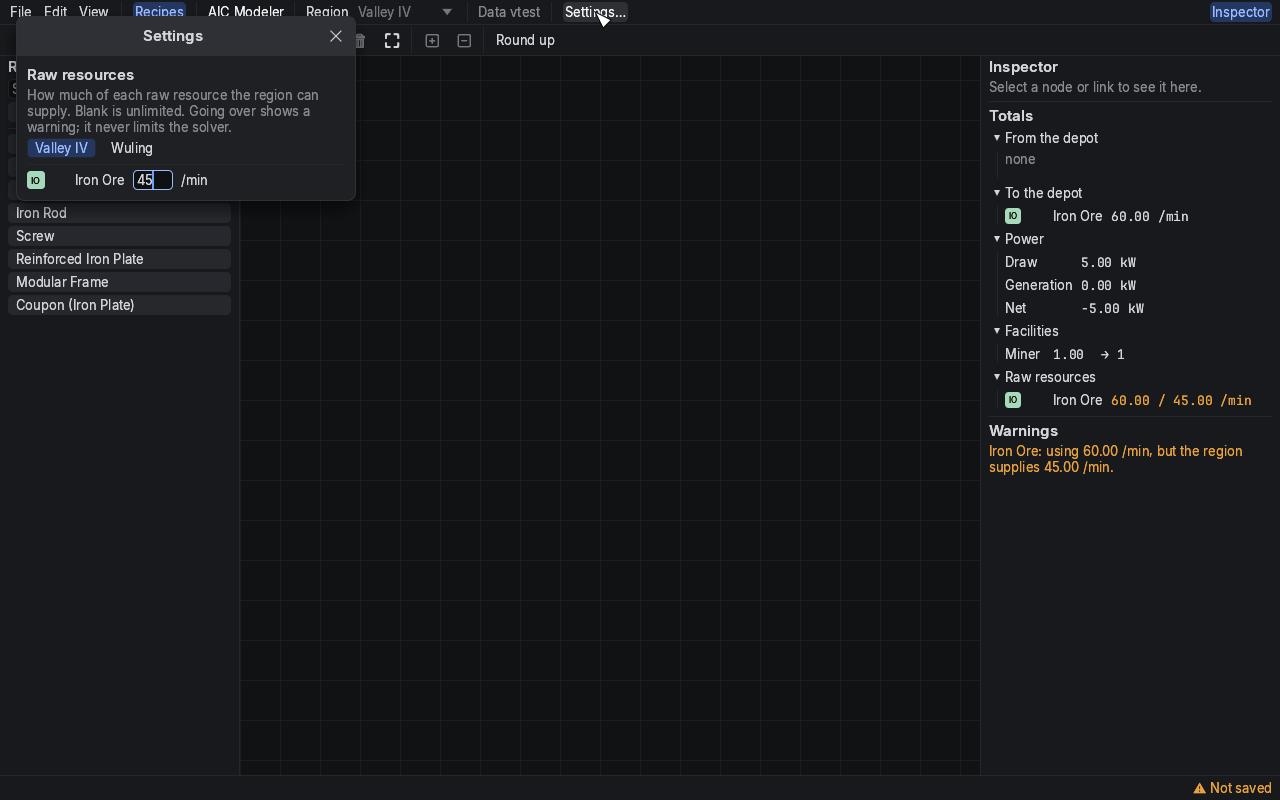 File Edit View Recipes AIC Modeler Region Valley IV Data vtest Settings... Inspector
Settings
Round up
Raw resources
How much of each raw resource the region can
supply. Blank is unlimited. Going over shows a
warning; it never limits the solver.
Valley IV Wuling
IO Iron Ore 45 /min
Iron Rod
Screw
Reinforced Iron Plate
Modular Frame
Coupon (Iron Plate)
Inspector
Select a node or link to see it here.
Totals
From the depot
none
To the depot
IO Iron Ore 60.00 /min
Power
Draw 5.00 kW
Generation 0.00 kW
Net -5.00 kW
Facilities
Miner 1.00 → 1
Raw resources
IO Iron Ore 60.00 / 45.00 /min
Warnings
Iron Ore: using 60.00 /min, but the region
supplies 45.00 /min.
Not saved